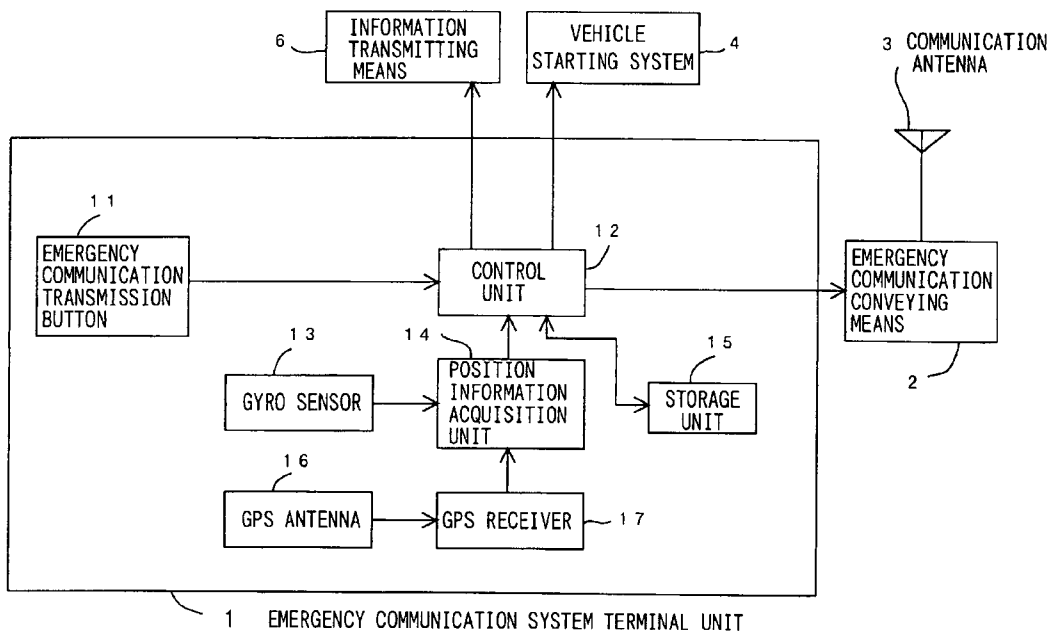 6
INFORMATION
TRANSMITTING
MEANS
VEHICLE
STARTING SYSTEM
4
3 COMMUNICATION
ANTENNA
11
EMERGENCY
COMMUNICATION
TRANSMISSION
BUTTON
12
CONTROL
UNIT
EMERGENCY
COMMUNICATION
CONVEYING
MEANS
2
13
GYRO SENSOR
14
POSITION
INFORMATION
ACQUISITION
UNIT
15
STORAGE
UNIT
16
GPS ANTENNA
GPS RECEIVER
17
1 EMERGENCY COMMUNICATION SYSTEM TERMINAL UNIT